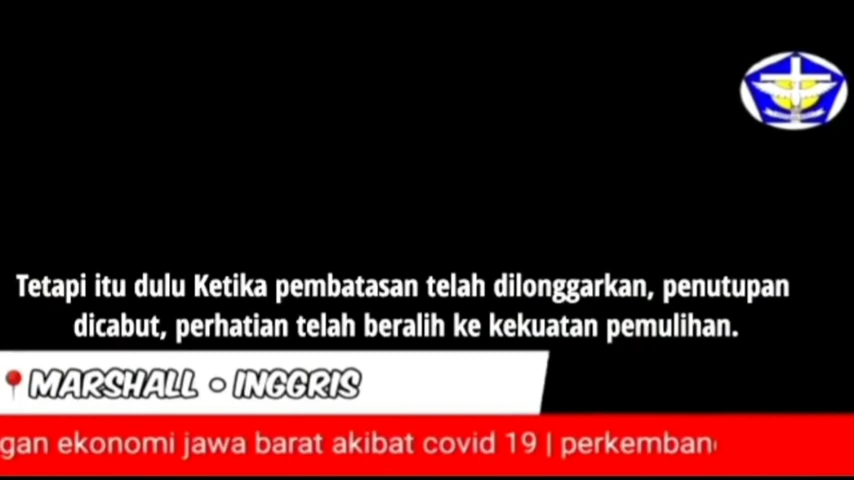 Tetapi itu dulu Ketika pembatasan telah dilonggarkan, penutupan
dicabut, perhatian telah beralih ke kekuatan pemulihan.
MARSHALL • INGGRIS
gan ekonomi jawa barat akibat covid 19 | perkemban